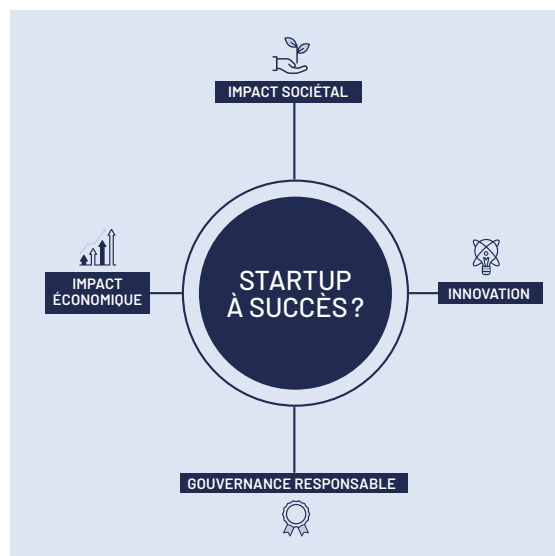 IMPACT SOCIÉTAL
STARTUP
À SUCCÈS ?
IMPACT
ÉCONOMIQUE
INNOVATION
GOUVERNANCE RESPONSABLE